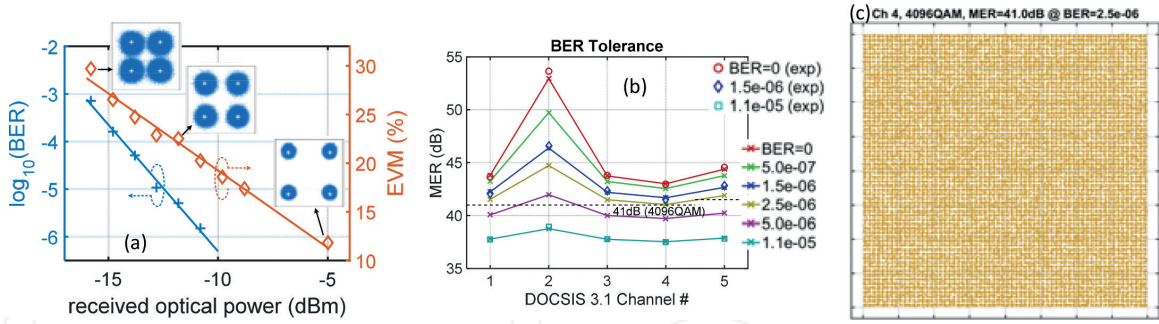 (c) Ch 4, 4096QAM, MER=41.0dB @ BER=2.5e-06
-2
-3
-4
-5
-6
log10(BER)
30
25
20
15
10
EVM (%)
(a)
-15
-10
-5
received optical power (dBm)
BER Tolerance
55
50
45
40
35
MER (dB)
(b)
BER=0 (exp)
1.5e-06 (exp)
1.1e-05 (exp)
BER=0
5.0e-07
1.5e-06
2.5e-06
5.0e-06
1.1e-05
41dB (4096QAM)
1
2
3
4
5
DOCSIS 3.1 Channel #